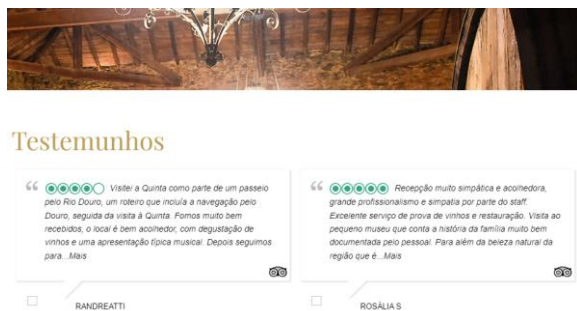 Testemunhos
Visitei a Quinta como parte de um passeio
pelo Rio Douro, um roteiro que incluía a navegação pelo
Douro, seguida da visita à Quinta. Fomos muito bem
recebidos, o local é bem acolhedor, com degustação de
vinhos e uma apresentação típica musical. Depois seguimos
para...Mais
RANDREATTI
Recepção muito simpática e acolhedora,
grande profissionalismo e simpatia por parte do staff.
Excelente serviço de prova de vinhos e restauração. Visita ao
pequeno museu que conta a história da família muito bem
documentada pelo pessoal. Para além da beleza natural da
região que é...Mais
ROSÁLIA S